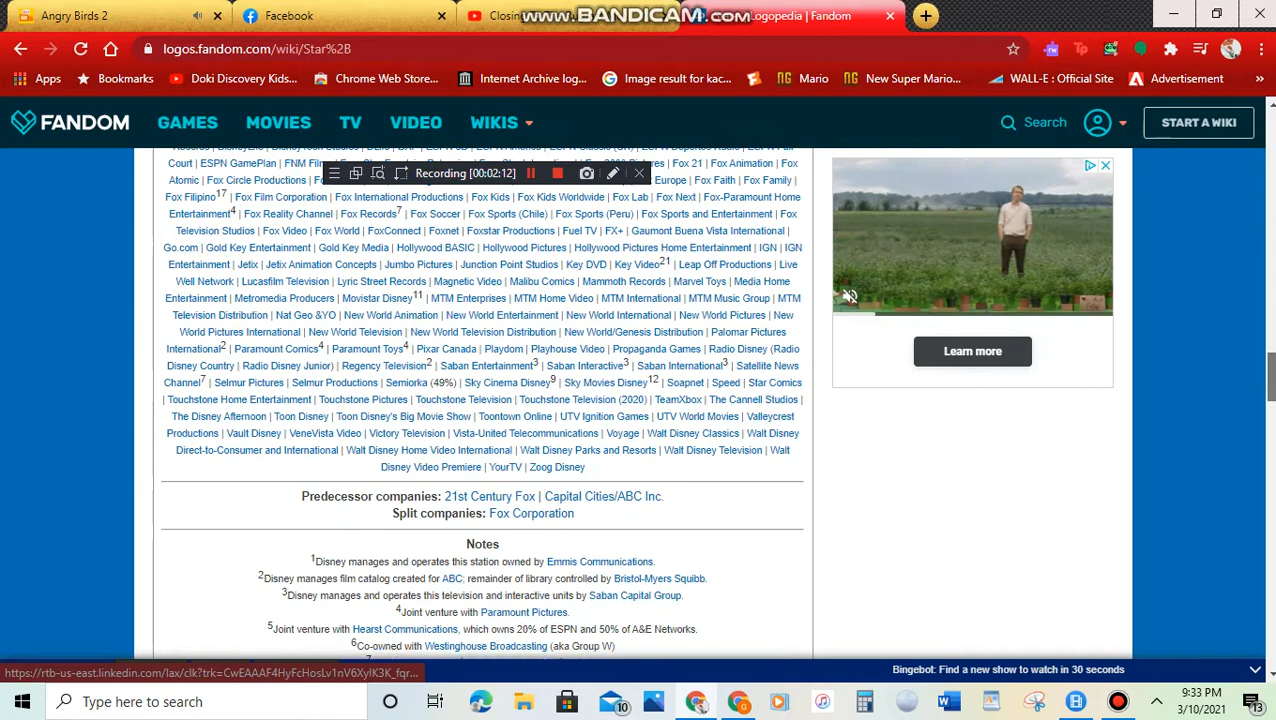 Angry Birds 2
Facebook
Closin
www.BANDICAM.com
Logopedia | Fandom
logos.fandom.com/wiki/Star%2B
Apps
Bookmarks
Doki Discovery Kids...
Chrome Web Store...
Internet Archive log...
Image result for kac...
Mario
New Super Mario...
WALL-E : Official Site
Advertisement
FANDOM
GAMES
MOVIES
TV
VIDEO
WIKIS
Search
START A WIKI
Court | ESPN GamePlan | FNM Fil
Pictures | Fox 21 | Fox Animation | Fox
Recording [00:02:12]
Atomic | Fox Circle Productions |
Europe | Fox Faith | Fox Family |
Fox Filipino17 | Fox Film Corporation | Fox International Productions | Fox Kids | Fox Kids Worldwide | Fox Lab | Fox Next | Fox-Paramount Home
Entertainment4 | Fox Reality Channel | Fox Records7 | Fox Soccer | Fox Sports (Chile) | Fox Sports (Peru) | Fox Sports and Entertainment | Fox
Television Studios | Fox Video | Fox World | FoxConnect | Foxnet | Foxstar Productions | Fuel TV | FX+ | Gaumont Buena Vista International |
Go.com | Gold Key Entertainment | Gold Key Media | Hollywood BASIC | Hollywood Pictures | Hollywood Pictures Home Entertainment | IGN | IGN
Entertainment | Jetix | Jetix Animation Concepts | Jumbo Pictures | Junction Point Studios | Key DVD | Key Video21 | Leap Off Productions | Live
Well Network | Lucasfilm Television | Lyric Street Records | Magnetic Video | Malibu Comics | Mammoth Records | Marvel Toys | Media Home
Entertainment | Metromedia Producers | Movistar Disney11 | MTM Enterprises | MTM Home Video | MTM International | MTM Music Group | MTM
Television Distribution | Nat Geo &YO | New World Animation | New World Entertainment | New World International | New World Pictures | New
World Pictures International | New World Television | New World Television Distribution | New World/Genesis Distribution | Palomar Pictures
International2 | Paramount Comics4 | Paramount Toys4 | Pixar Canada | Playdom | Playhouse Video | Propaganda Games | Radio Disney (Radio
Disney Country | Radio Disney Junior) | Regency Television2 | Saban Entertainment3 | Saban Interactive3 | Saban International3 | Satellite News
Channel7 | Selmur Pictures | Selmur Productions | Semiorka (49%) | Sky Cinema Disney9 | Sky Movies Disney12 | Soapnet | Speed | Star Comics
| Touchstone Home Entertainment | Touchstone Pictures | Touchstone Television | Touchstone Television (2020) | TeamXbox | The Cannell Studios |
The Disney Afternoon | Toon Disney | Toon Disney's Big Movie Show | Toontown Online | UTV Ignition Games | UTV World Movies | Valleycrest
Productions | Vault Disney | VeneVista Video | Victory Television | Vista-United Telecommunications | Voyage | Walt Disney Classics | Walt Disney
Direct-to-Consumer and International | Walt Disney Home Video International | Walt Disney Parks and Resorts | Walt Disney Television | Walt
Disney Video Premiere | YourTV | Zoog Disney
Predecessor companies: 21st Century Fox | Capital Cities/ABC Inc.
Split companies: Fox Corporation
Notes
1Disney manages and operates this station owned by Emmis Communications.
2Disney manages film catalog created for ABC; remainder of library controlled by Bristol-Myers Squibb.
3Disney manages and operates this television and interactive units by Saban Capital Group.
4Joint venture with Paramount Pictures.
5Joint venture with Hearst Communications, which owns 20% of ESPN and 50% of A&E Networks.
6Co-owned with Westinghouse Broadcasting (aka Group W)
Learn more
https://rtb-us-east.linkedin.com/lax/clk?trk=CwEAAAF4HyFcHosLv1nV6XylK3K_fqr...
Bingebot: Find a new show to watch in 30 seconds
Type here to search
10
9:33 PM
3/10/2021
13